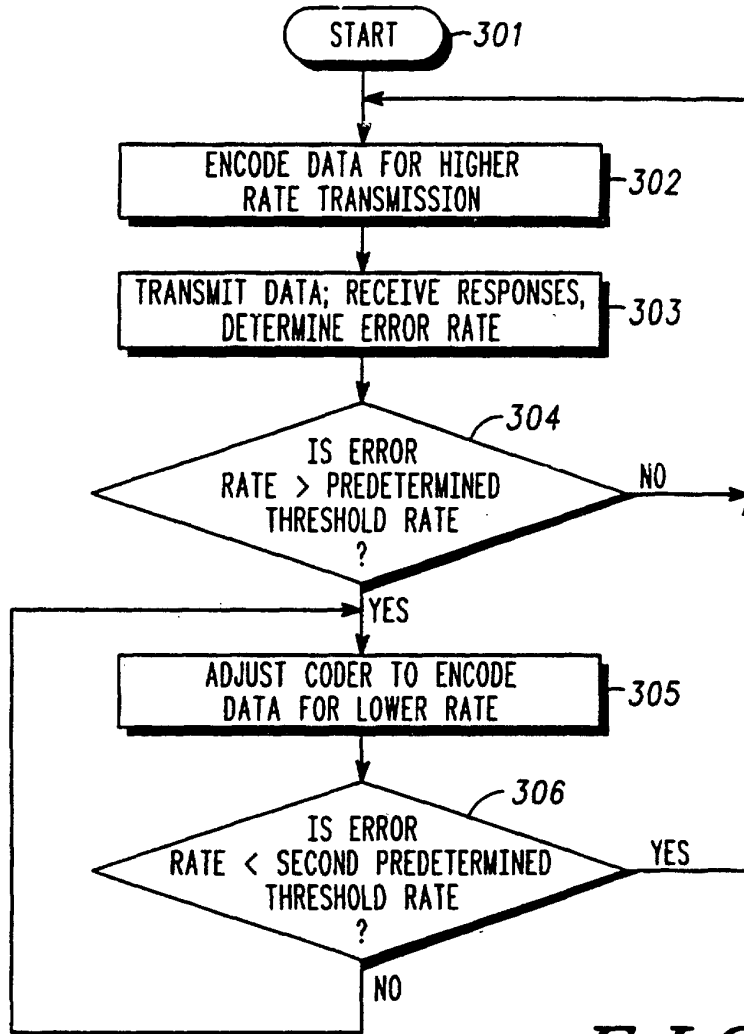 START
301
ENCODE DATA FOR HIGHER
RATE TRANSMISSION
302
TRANSMIT DATA; RECEIVE RESPONSES,
DETERMINE ERROR RATE
303
304
IS ERROR
RATE > PREDETERMINED
THRESHOLD RATE
?
NO
YES
ADJUST CODER TO ENCODE
DATA FOR LOWER RATE
305
306
IS ERROR
RATE < SECOND PREDETERMINED
THRESHOLD RATE
?
YES
NO